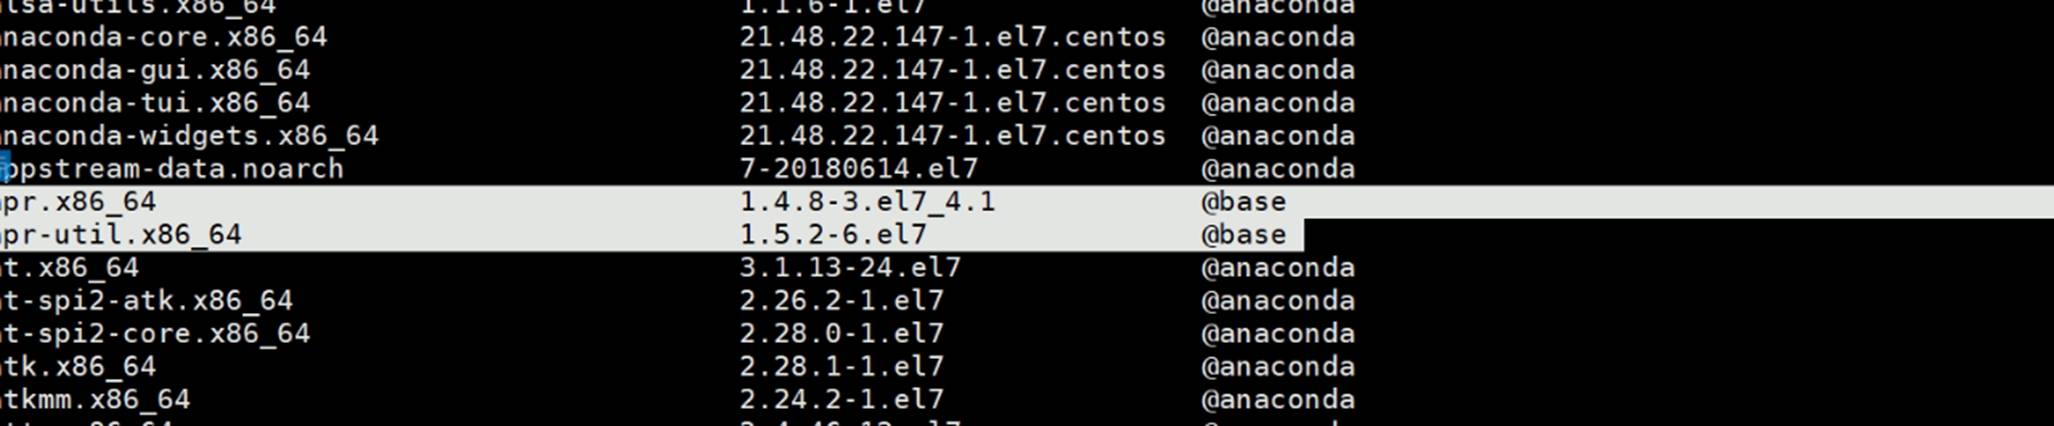 lsa-utils.x86_64 1.1.6-1.el7 @anaconda
naconda-core.x86_64 21.48.22.147-1.el7.centos @anaconda
naconda-gui.x86_64 21.48.22.147-1.el7.centos @anaconda
naconda-tui.x86_64 21.48.22.147-1.el7.centos @anaconda
naconda-widgets.x86_64 21.48.22.147-1.el7.centos @anaconda
ppstream-data.noarch 7-20180614.el7 @anaconda
pr.x86_64 1.4.8-3.el7_4.1 @base
pr-util.x86_64 1.5.2-6.el7 @base
t.x86_64 3.1.13-24.el7 @anaconda
t-spi2-atk.x86_64 2.26.2-1.el7 @anaconda
t-spi2-core.x86_64 2.28.0-1.el7 @anaconda
tk.x86_64 2.28.1-1.el7 @anaconda
tkmm.x86_64 2.24.2-1.el7 @anaconda